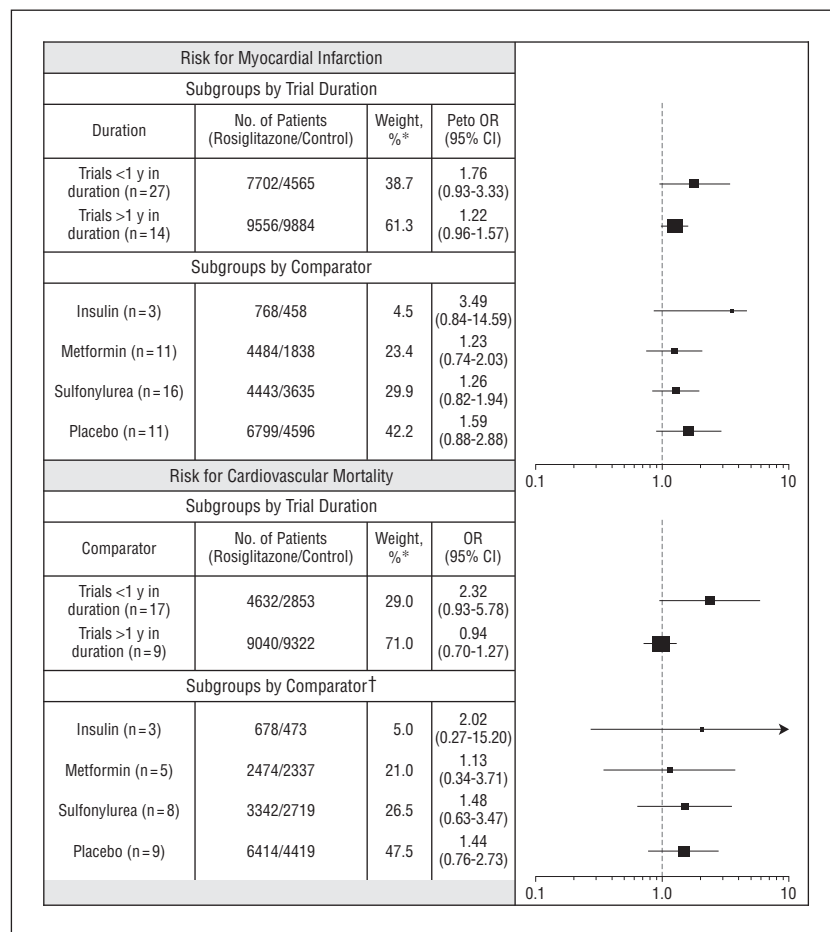 Risk for Myocardial Infarction
Subgroups by Trial Duration
Duration
No. of Patients
(Rosiglitazone/Control)
Weight,
%*
Peto OR
(95% CI)
Trials <1 y in
duration (n=27)
7702/4565
38.7
1.76
(0.93-3.33)
Trials >1 y in
duration (n=14)
9556/9884
61.3
1.22
(0.96-1.57)
Subgroups by Comparator
Insulin (n=3)
768/458
4.5
3.49
(0.84-14.59)
Metformin (n=11)
4484/1838
23.4
1.23
(0.74-2.03)
Sulfonylurea (n=16)
4443/3635
29.9
1.26
(0.82-1.94)
Placebo (n=11)
6799/4596
42.2
1.59
(0.88-2.88)
0.1 1.0 10
Risk for Cardiovascular Mortality
Subgroups by Trial Duration
Comparator
No. of Patients
(Rosiglitazone/Control)
Weight,
%*
OR
(95% CI)
Trials <1 y in
duration (n=17)
4632/2853
29.0
2.32
(0.93-5.78)
Trials >1 y in
duration (n=9)
9040/9322
71.0
0.94
(0.70-1.27)
Subgroups by Comparator†
Insulin (n=3)
678/473
5.0
2.02
(0.27-15.20)
Metformin (n=5)
2474/2337
21.0
1.13
(0.34-3.71)
Sulfonylurea (n=8)
3342/2719
26.5
1.48
(0.63-3.47)
Placebo (n=9)
6414/4419
47.5
1.44
(0.76-2.73)
0.1 1.0 10